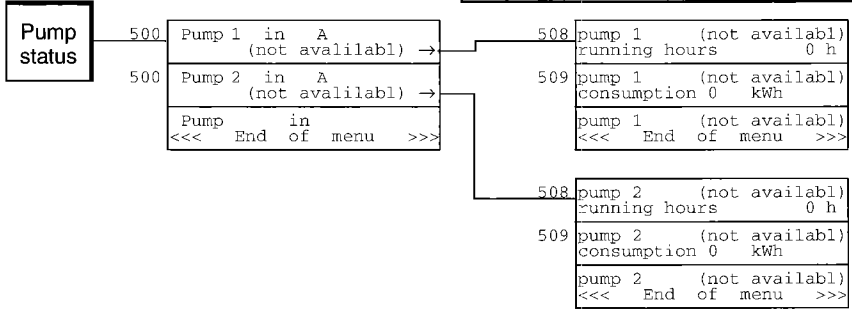 Pump
status
500
Pump 1 in A
(not avalilabl) →
500
Pump 2 in A
(not avalilabl) →
Pump in
<<< End of menu >>>
508
pump 1 (not availabl)
running hours 0 h
509
pump 1 (not availabl)
consumption 0 kWh
pump 1 (not availabl)
<<< End of menu >>>
508
pump 2 (not availabl)
running hours 0 h
509
pump 2 (not availabl)
consumption 0 kWh
pump 2 (not availabl)
<<< End of menu >>>